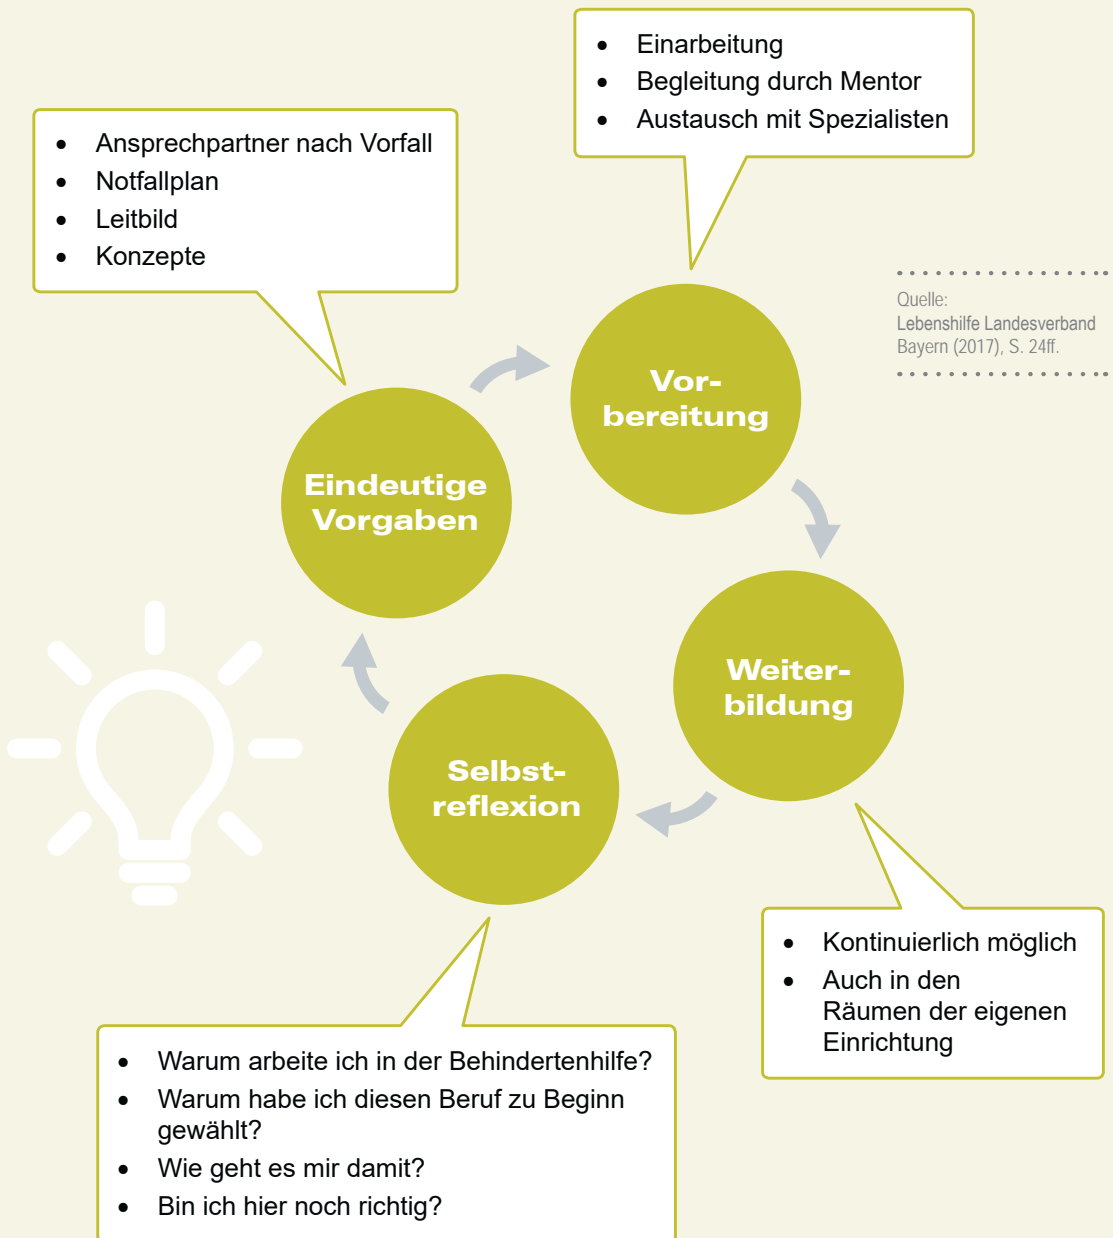 • Einarbeitung
• Begleitung durch Mentor
• Austausch mit Spezialisten
• Ansprechpartner nach Vorfall
• Notfallplan
• Leitbild
• Konzepte
Quelle:
Lebenshilfe Landesverband
Bayern (2017), S. 24ff.
Vor-
bereitung
Eindeutige
Vorgaben
Weiter-
bildung
Selbst-
reflexion
• Kontinuierlich möglich
• Auch in den
Räumen der eigenen
Einrichtung
• Warum arbeite ich in der Behindertenhilfe?
• Warum habe ich diesen Beruf zu Beginn
gewählt?
• Wie geht es mir damit?
• Bin ich hier noch richtig?